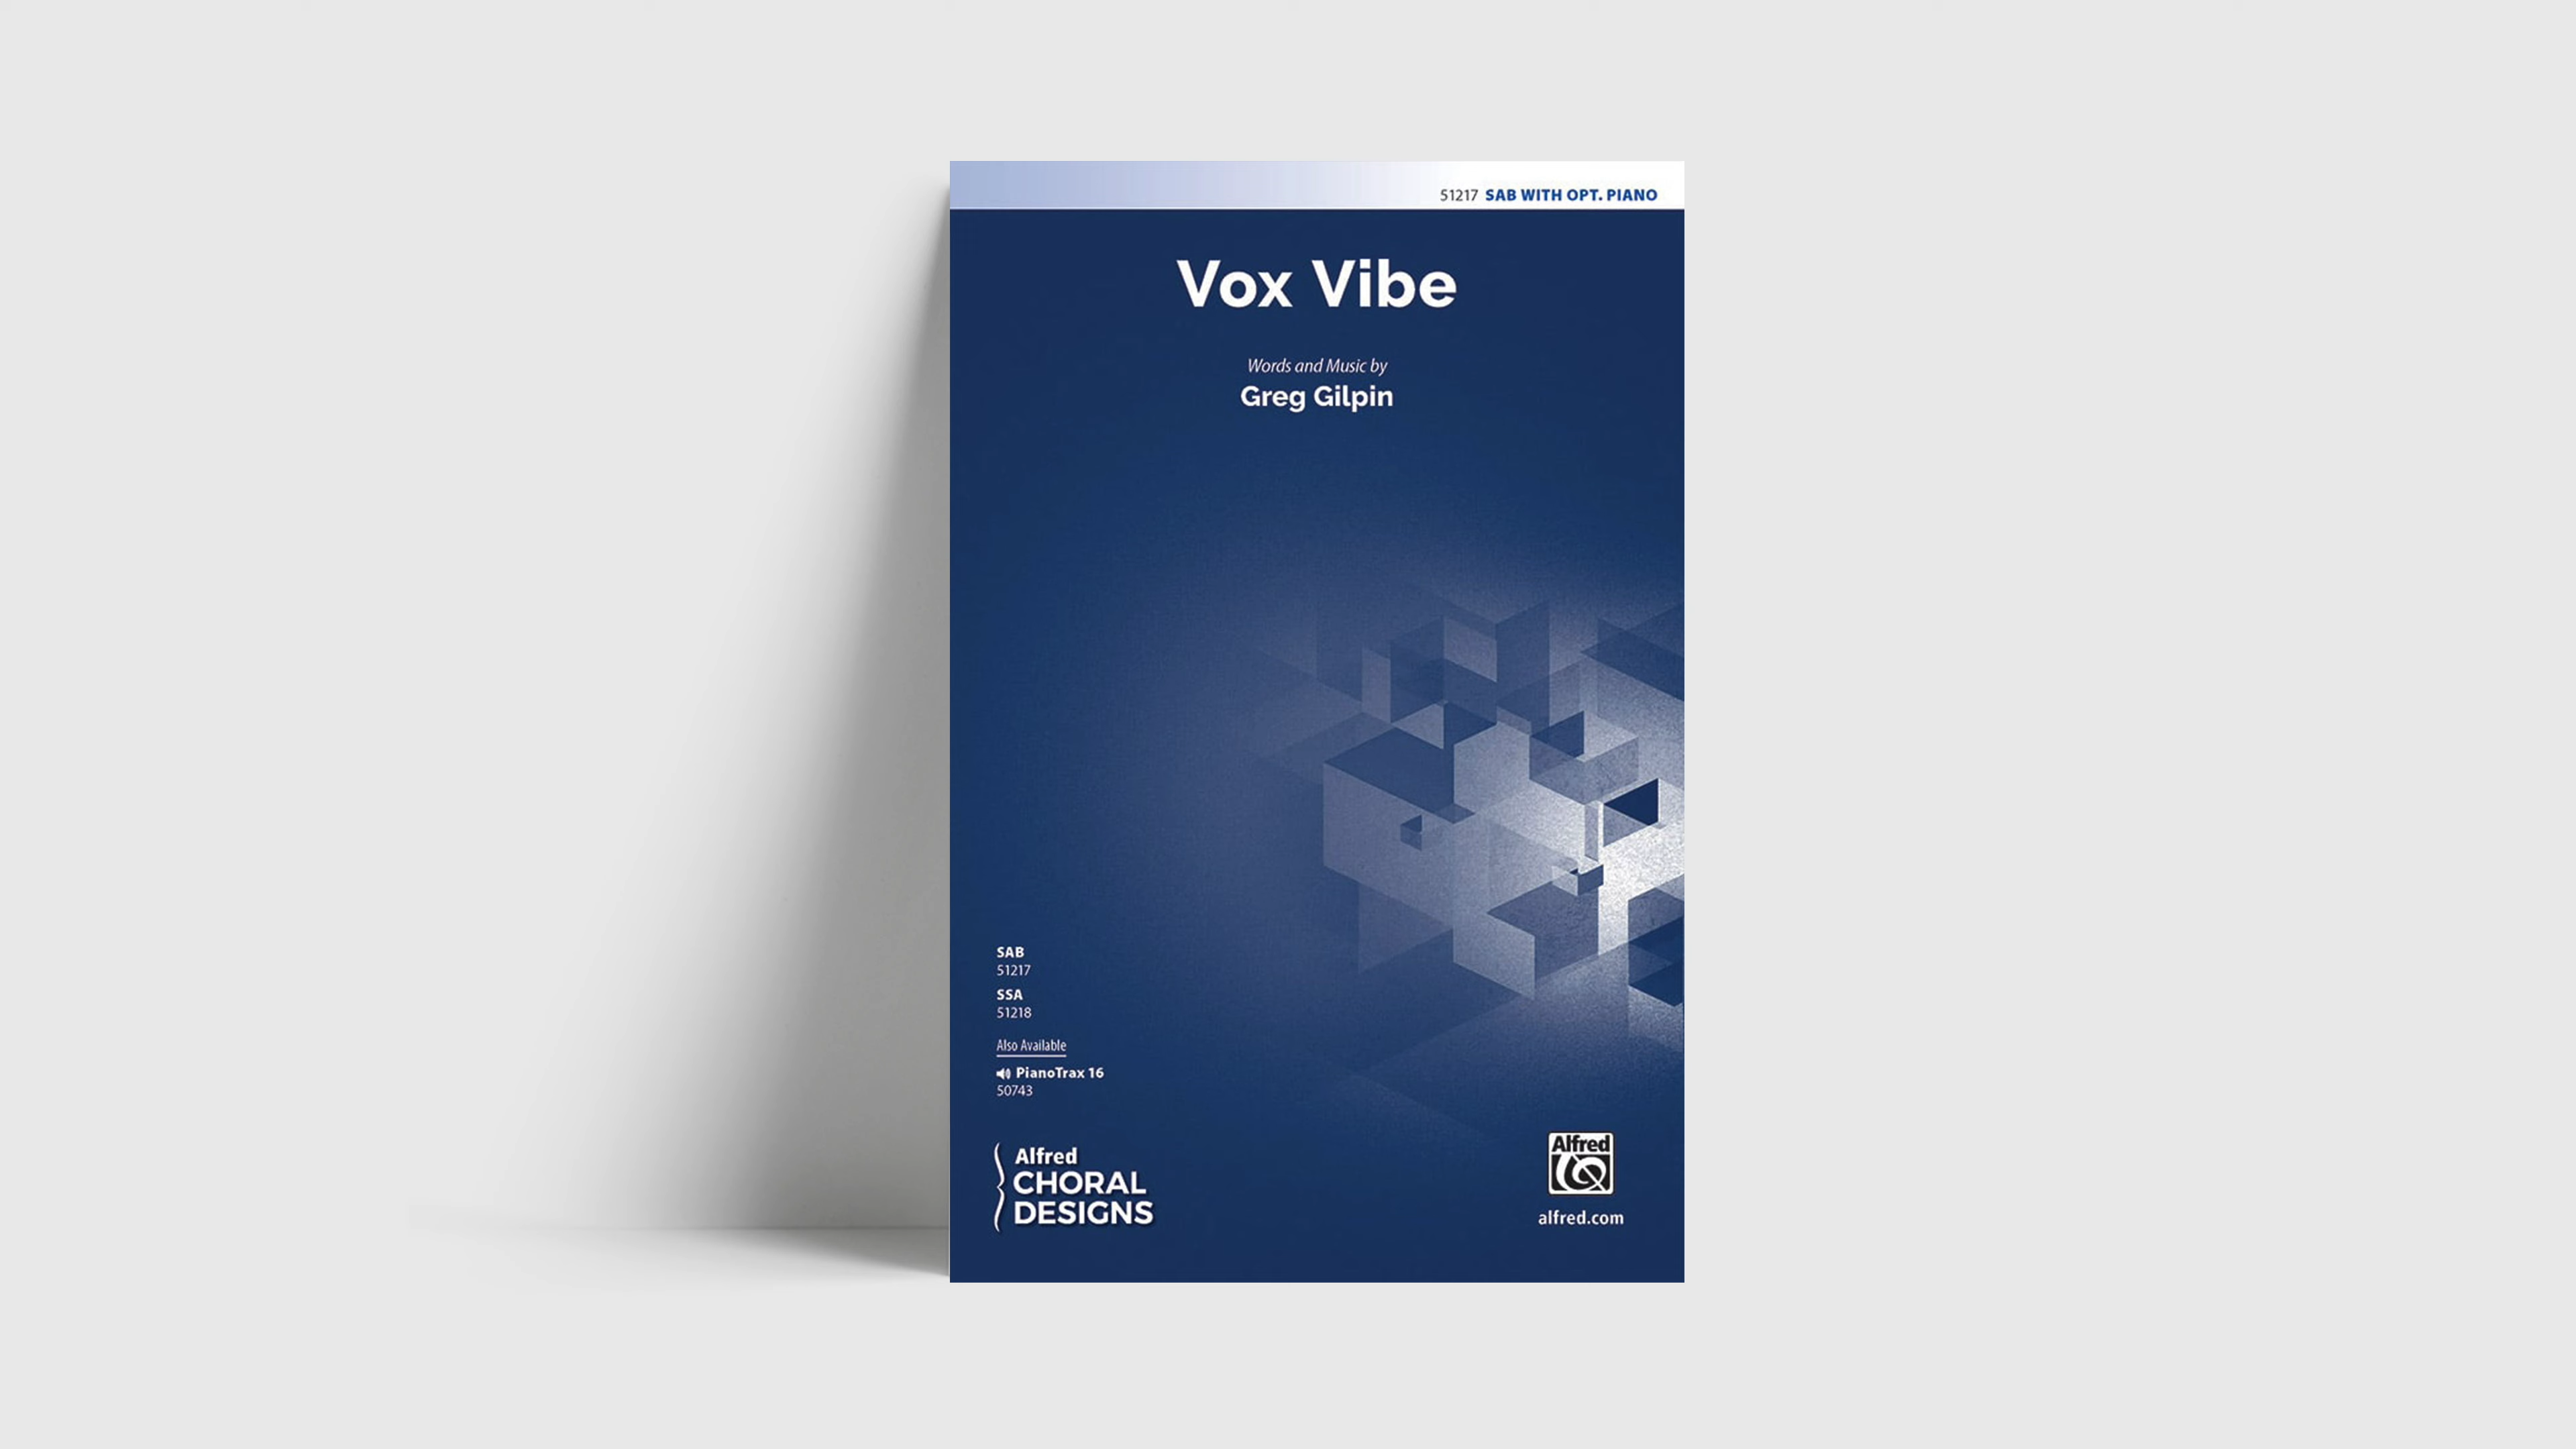 51217 SAB WITH OPT. PIANO
Vox Vibe
Words and Music by
Greg Gilpin
SAB
51217
SSA
51218
Also Available
PianoTrax 16
50743
Alfred
CHORAL
DESIGNS
Alfred
alfred.com